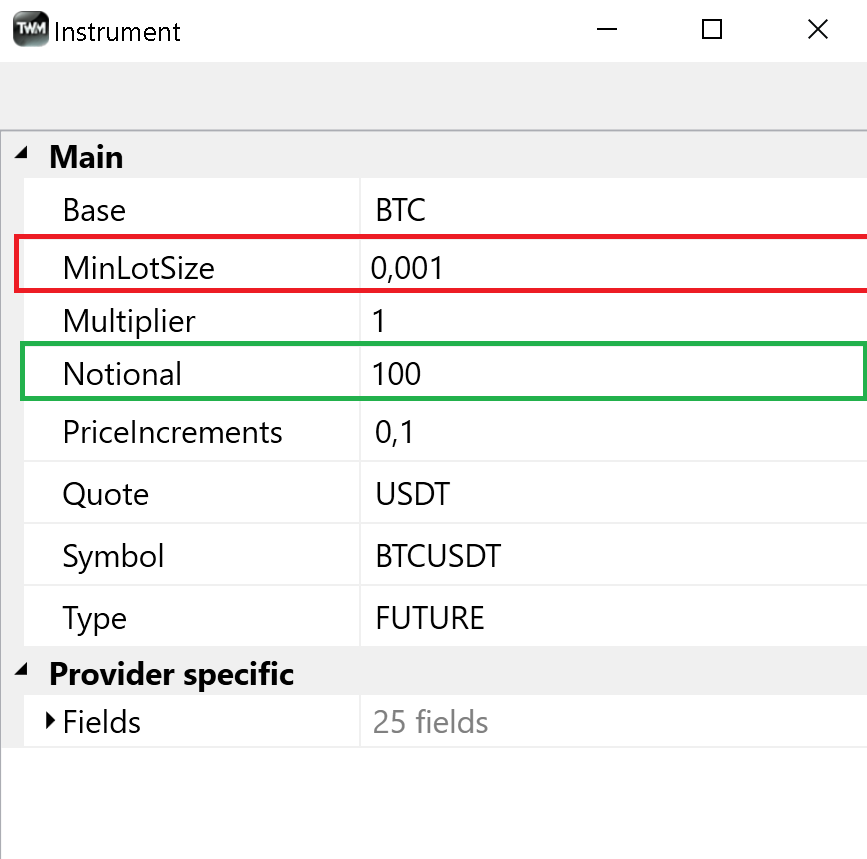 TWM Instrument
Main
Base BTC
MinLotSize 0,001
Multiplier 1
Notional 100
PriceIncrements 0,1
Quote USDT
Symbol BTCUSDT
Type FUTURE
Provider specific
Fields 25 fields